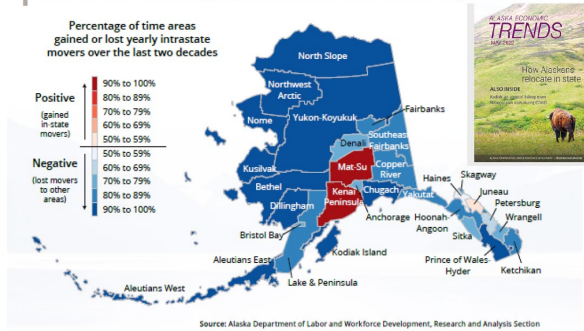 Percentage of time areas
gained or lost yearly intrastate
movers over the last two decades
Positive
(gained
in-state
movers)
Negative
(lost movers
to other
areas)
90% to 100%
80% to 89%
70% to 79%
60% to 69%
50% to 59%
50% to 59%
60% to 69%
70% to 79%
80% to 89%
90% to 100%
North Slope
Northwest
Arctic
Nome
Yukon-Koyukuk
Fairbanks
Southeast
Fairbanks
Denali
Kusilvak
Mat-Su
Copper
River
Bethel
Kenai
Peninsula
Chugach
Yakutat
Dillingham
Anchorage
Haines
Skagway
Juneau
Petersburg
Wrangell
Hoonah-
Angoon
Sitka
Prince of Wales-
Hyder
Ketchikan
Bristol Bay
Kodiak Island
Aleutians East
Lake & Peninsula
Aleutians West
Source: Alaska Department of Labor and Workforce Development, Research and Analysis Section
ALASKA ECONOMIC
TRENDS
MAY 2022
How Alaskans
relocate in state
ALSO INSIDE